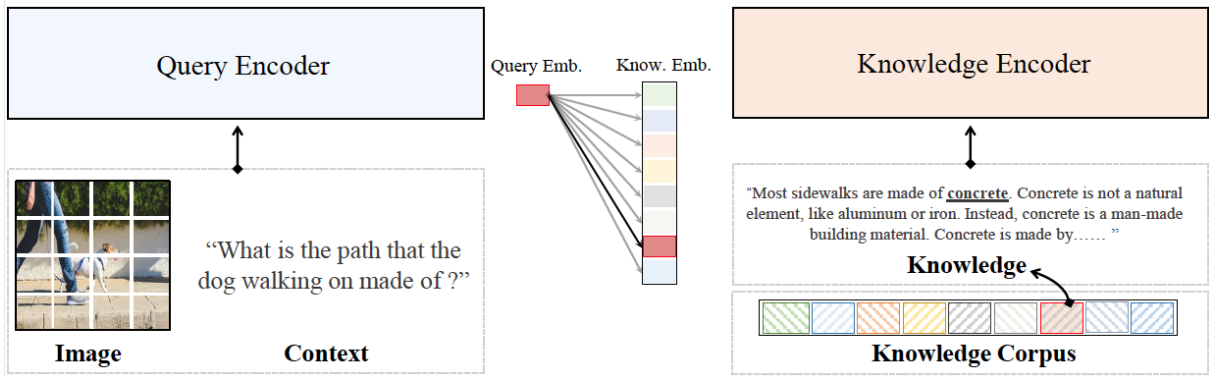 Query Encoder
Query Emb.
Know. Emb.
Knowledge Encoder
“What is the path that the
dog walking on made of ?”
Image
Context
“Most sidewalks are made of concrete. Concrete is not a natural
element, like aluminum or iron. Instead, concrete is a man-made
building material. Concrete is made by…… ”
Knowledge
Knowledge Corpus